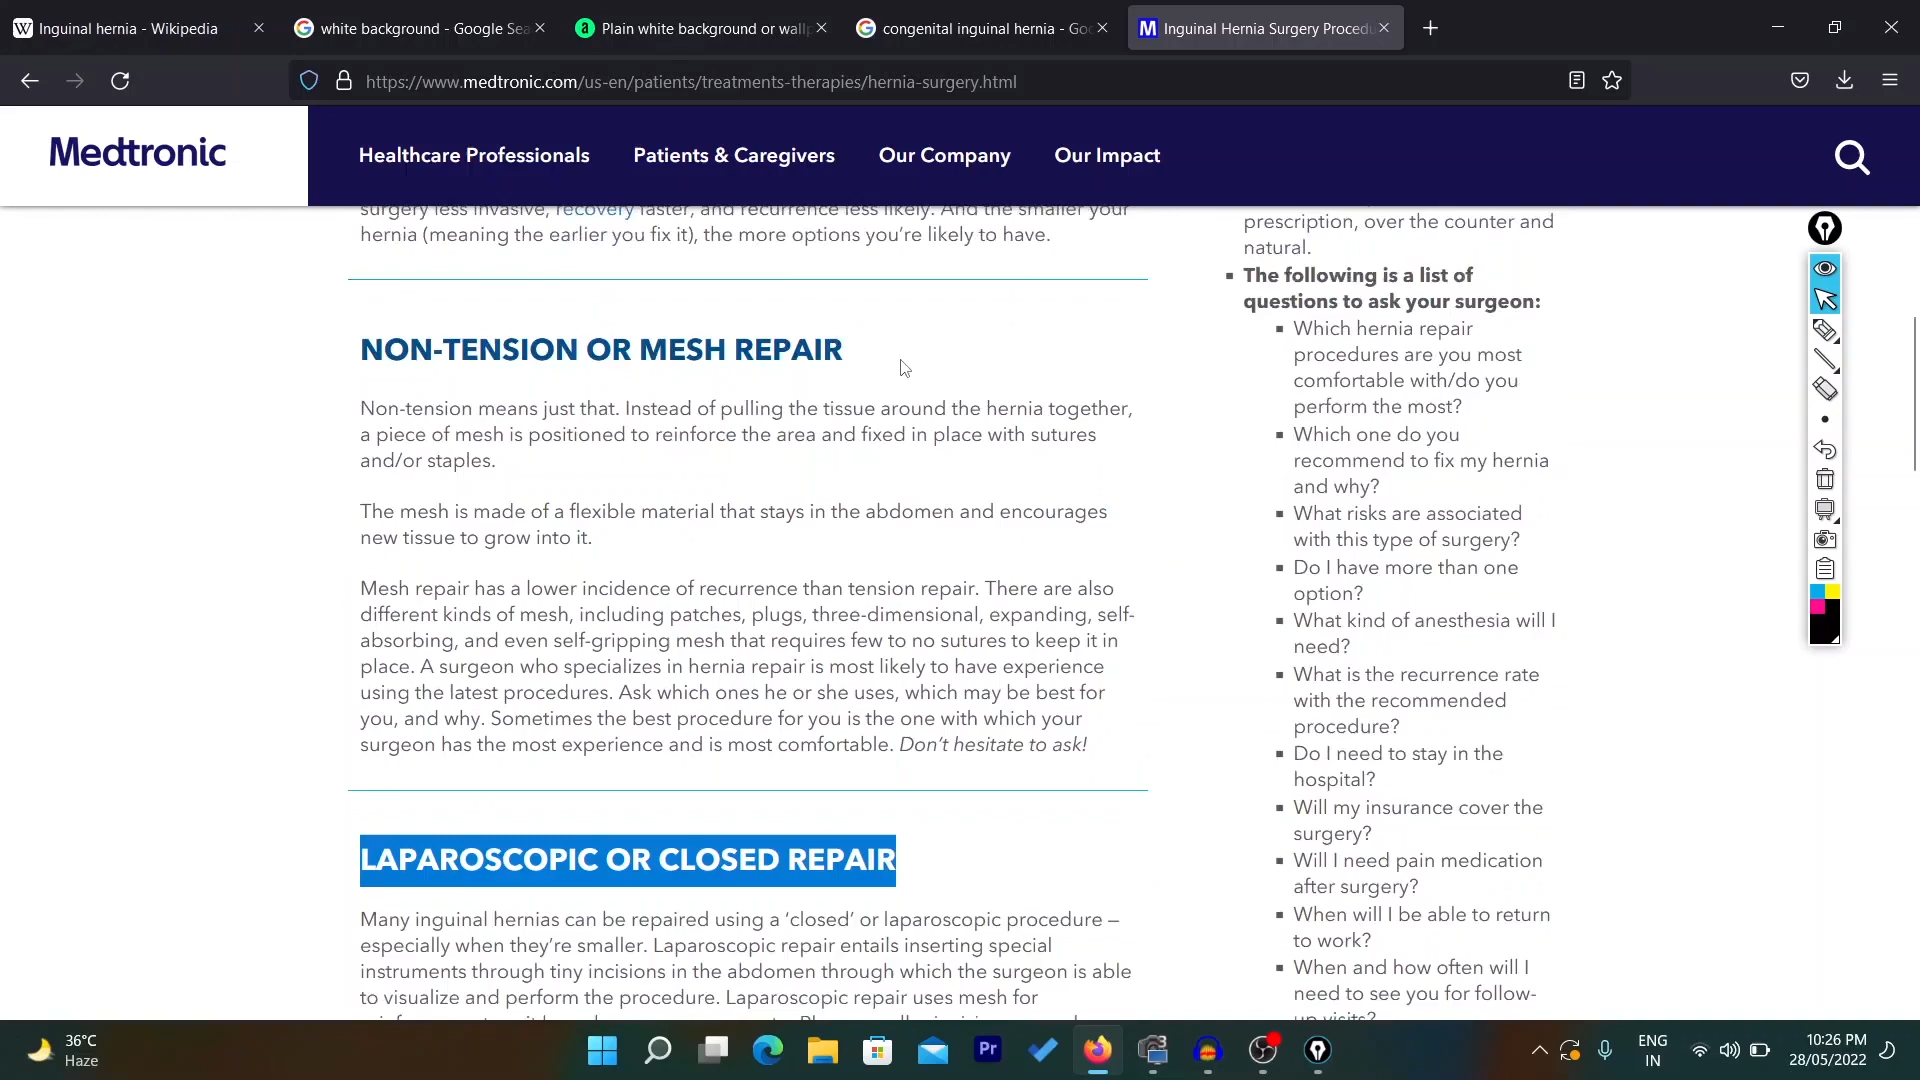 Inguinal hernia - Wikipedia
white background - Google Sea
Plain white background or wallp
congenital inguinal hernia - Goo
Inguinal Hernia Surgery Procedu
https://www.medtronic.com/us-en/patients/treatments-therapies/hernia-surgery.html
Medtronic
Healthcare Professionals
Patients & Caregivers
Our Company
Our Impact
surgery less invasive, recovery faster, and recurrence less likely. And the smaller your
hernia (meaning the earlier you fix it), the more options you're likely to have.
NON-TENSION OR MESH REPAIR
Non-tension means just that. Instead of pulling the tissue around the hernia together,
a piece of mesh is positioned to reinforce the area and fixed in place with sutures
and/or staples.
The mesh is made of a flexible material that stays in the abdomen and encourages
new tissue to grow into it.
Mesh repair has a lower incidence of recurrence than tension repair. There are also
different kinds of mesh, including patches, plugs, three-dimensional, expanding, self-
absorbing, and even self-gripping mesh that requires few to no sutures to keep it in
place. A surgeon who specializes in hernia repair is most likely to have experience
using the latest procedures. Ask which ones he or she uses, which may be best for
you, and why. Sometimes the best procedure for you is the one with which your
surgeon has the most experience and is most comfortable. Don't hesitate to ask!
LAPAROSCOPIC OR CLOSED REPAIR
Many inguinal hernias can be repaired using a 'closed' or laparoscopic procedure –
especially when they're smaller. Laparoscopic repair entails inserting special
instruments through tiny incisions in the abdomen through which the surgeon is able
to visualize and perform the procedure. Laparoscopic repair uses mesh for
prescription, over the counter and
natural.
The following is a list of
questions to ask your surgeon:
Which hernia repair
procedures are you most
comfortable with/do you
perform the most?
Which one do you
recommend to fix my hernia
and why?
What risks are associated
with this type of surgery?
Do I have more than one
option?
What kind of anesthesia will I
need?
What is the recurrence rate
with the recommended
procedure?
Do I need to stay in the
hospital?
Will my insurance cover the
surgery?
Will I need pain medication
after surgery?
When will I be able to return
to work?
When and how often will I
need to see you for follow-
up visits?
36°C
Haze
Pr
ENG
IN
10:26 PM
28/05/2022